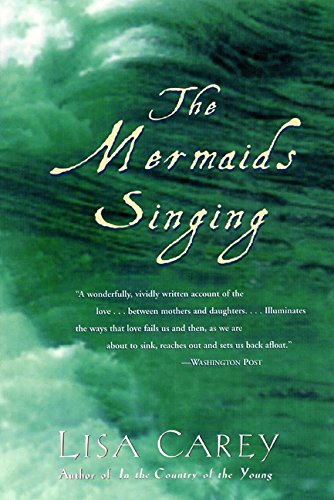 The
Mermaids
Singing
"A wonderfully, vividly written account of the
love . . . between mothers and daughters. . . . Illuminates
the ways that love fails us and then, as we are
about to sink, reaches out and sets us back afloat."
—Washington Post
Lisa Carey
Author of In the Country of the Young